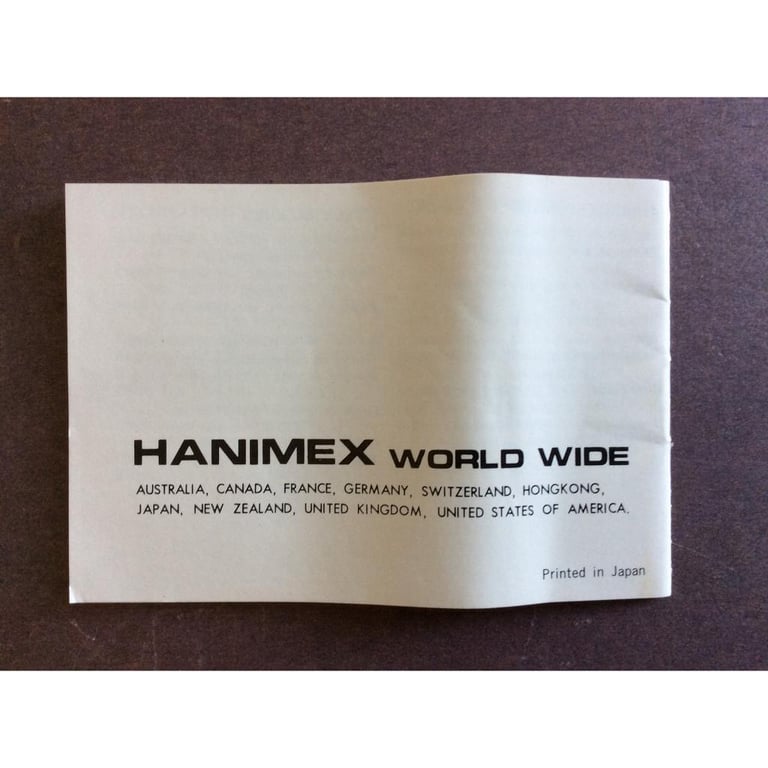 HANIMEX WORLD WIDE
AUSTRALIA, CANADA, FRANCE, GERMANY, SWITZERLAND, HONGKONG,
JAPAN, NEW ZEALAND, UNITED KINGDOM, UNITED STATES OF AMERICA.
Printed in Japan